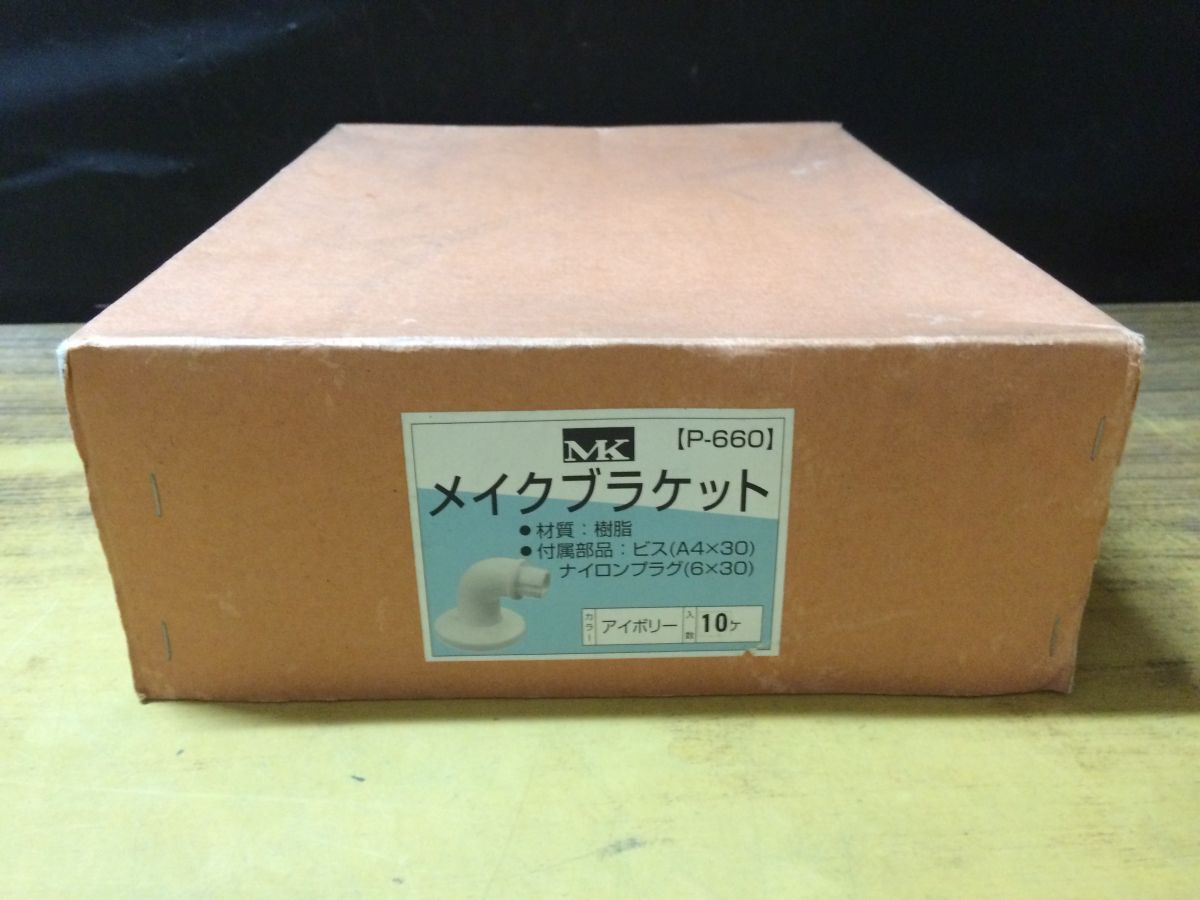 MK 【P-660】
メイクブラケット
●材質：樹脂
●付属部品：ビス(A4×30)
ナイロンプラグ(6×30)
カラー アイボリー 入数 10ヶ